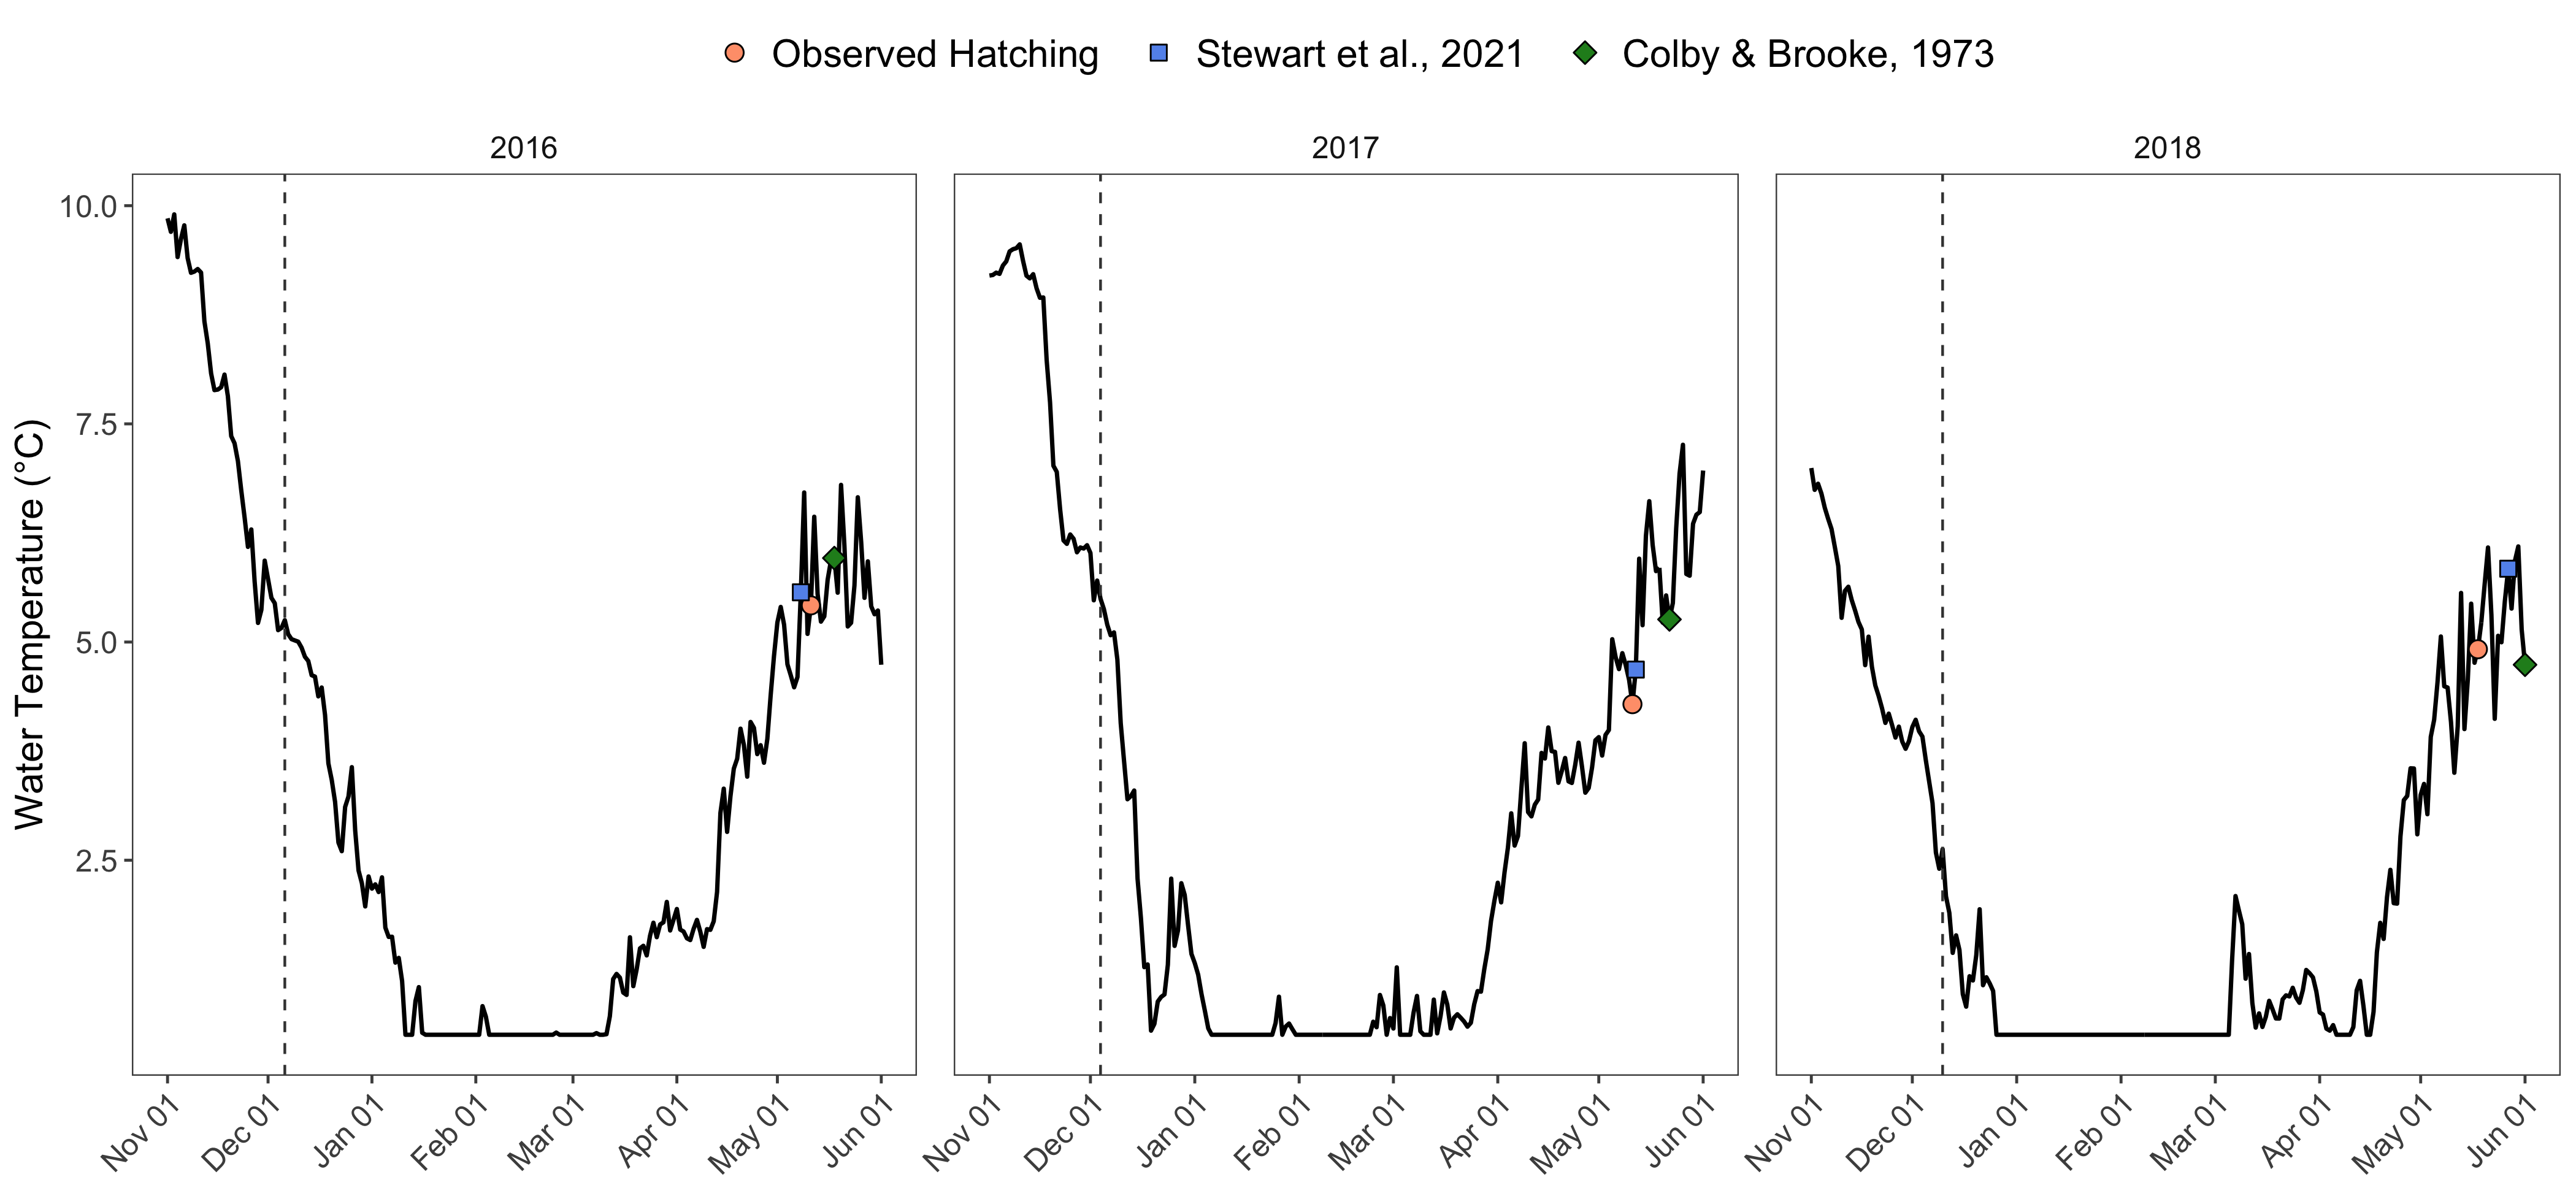 Observed Hatching Stewart et al., 2021 Colby & Brooke, 1973
2016 2017 2018
Water Temperature (°C)
10.0
7.5
5.0
2.5
Nov 01 Dec 01 Jan 01 Feb 01 Mar 01 Apr 01 May 01 Jun 01 Nov 01 Dec 01 Jan 01 Feb 01 Mar 01 Apr 01 May 01 Jun 01 Nov 01 Dec 01 Jan 01 Feb 01 Mar 01 Apr 01 May 01 Jun 01